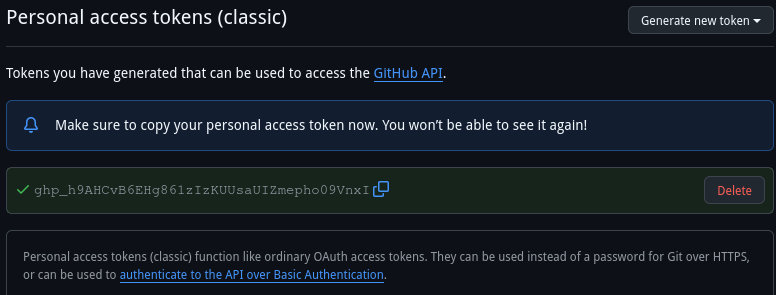 Personal access tokens (classic)
Generate new token
Tokens you have generated that can be used to access the GitHub API.
Make sure to copy your personal access token now. You won't be able to see it again!
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
Delete
Personal access tokens (classic) function like ordinary OAuth access tokens. They can be used instead of a password for Git over HTTPS,
or can be used to authenticate to the API over Basic Authentication.